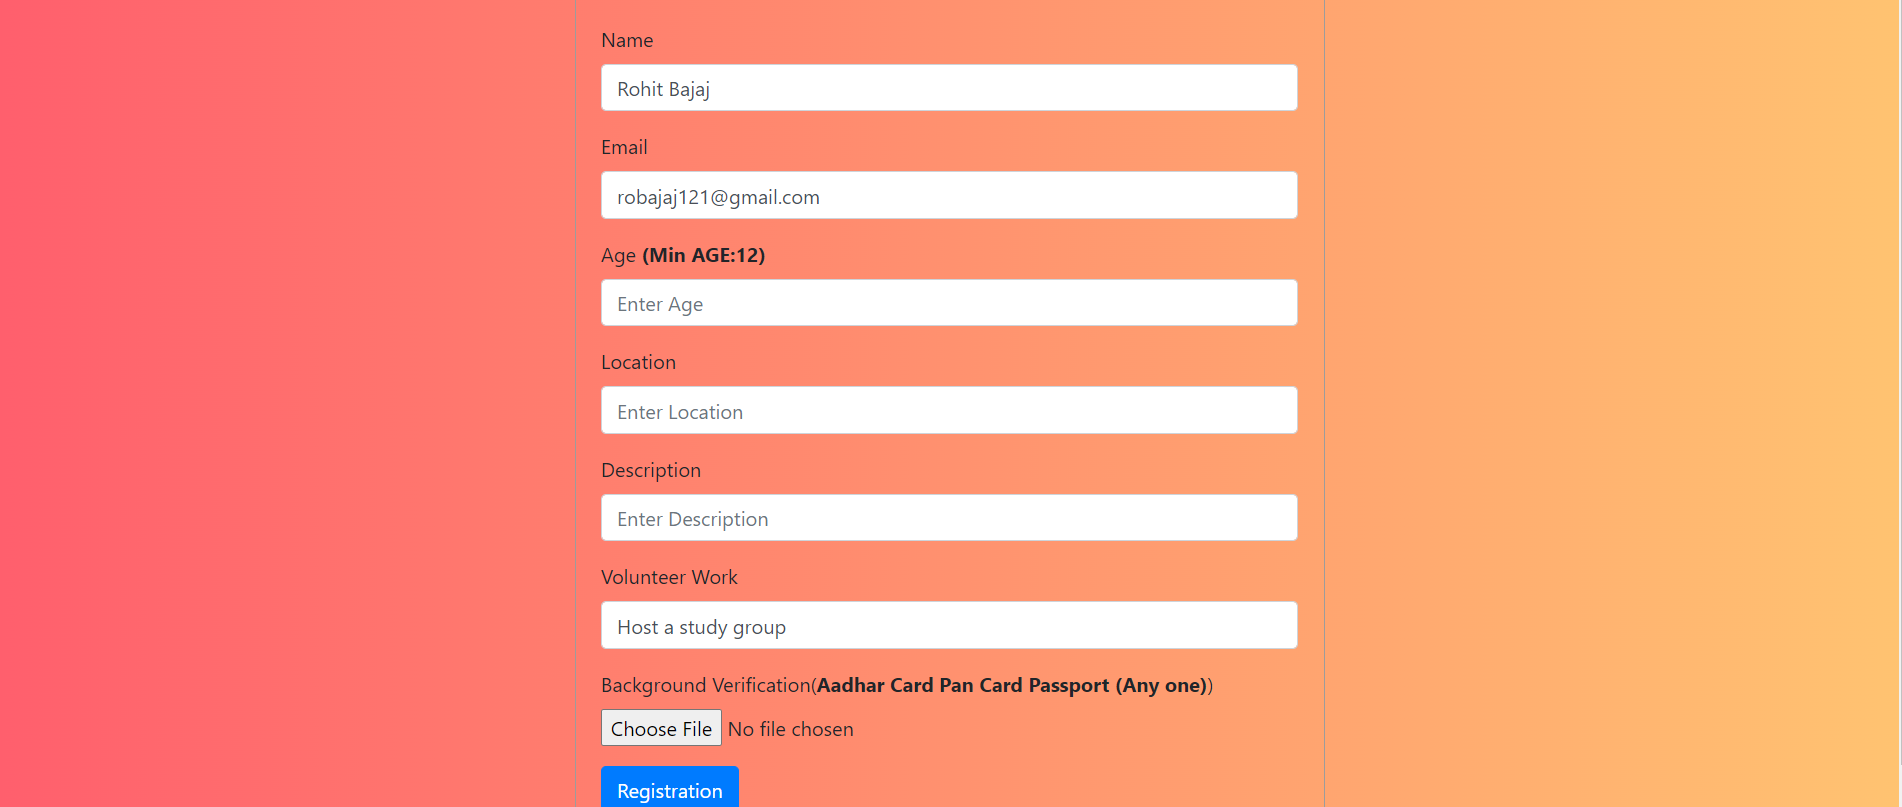 Name
Rohit Bajaj
Email
robajaj121@gmail.com
Age (Min AGE:12)
Enter Age
Location
Enter Location
Description
Enter Description
Volunteer Work
Host a study group
Background Verification(Aadhar Card Pan Card Passport (Any one))
Choose File No file chosen
Registration